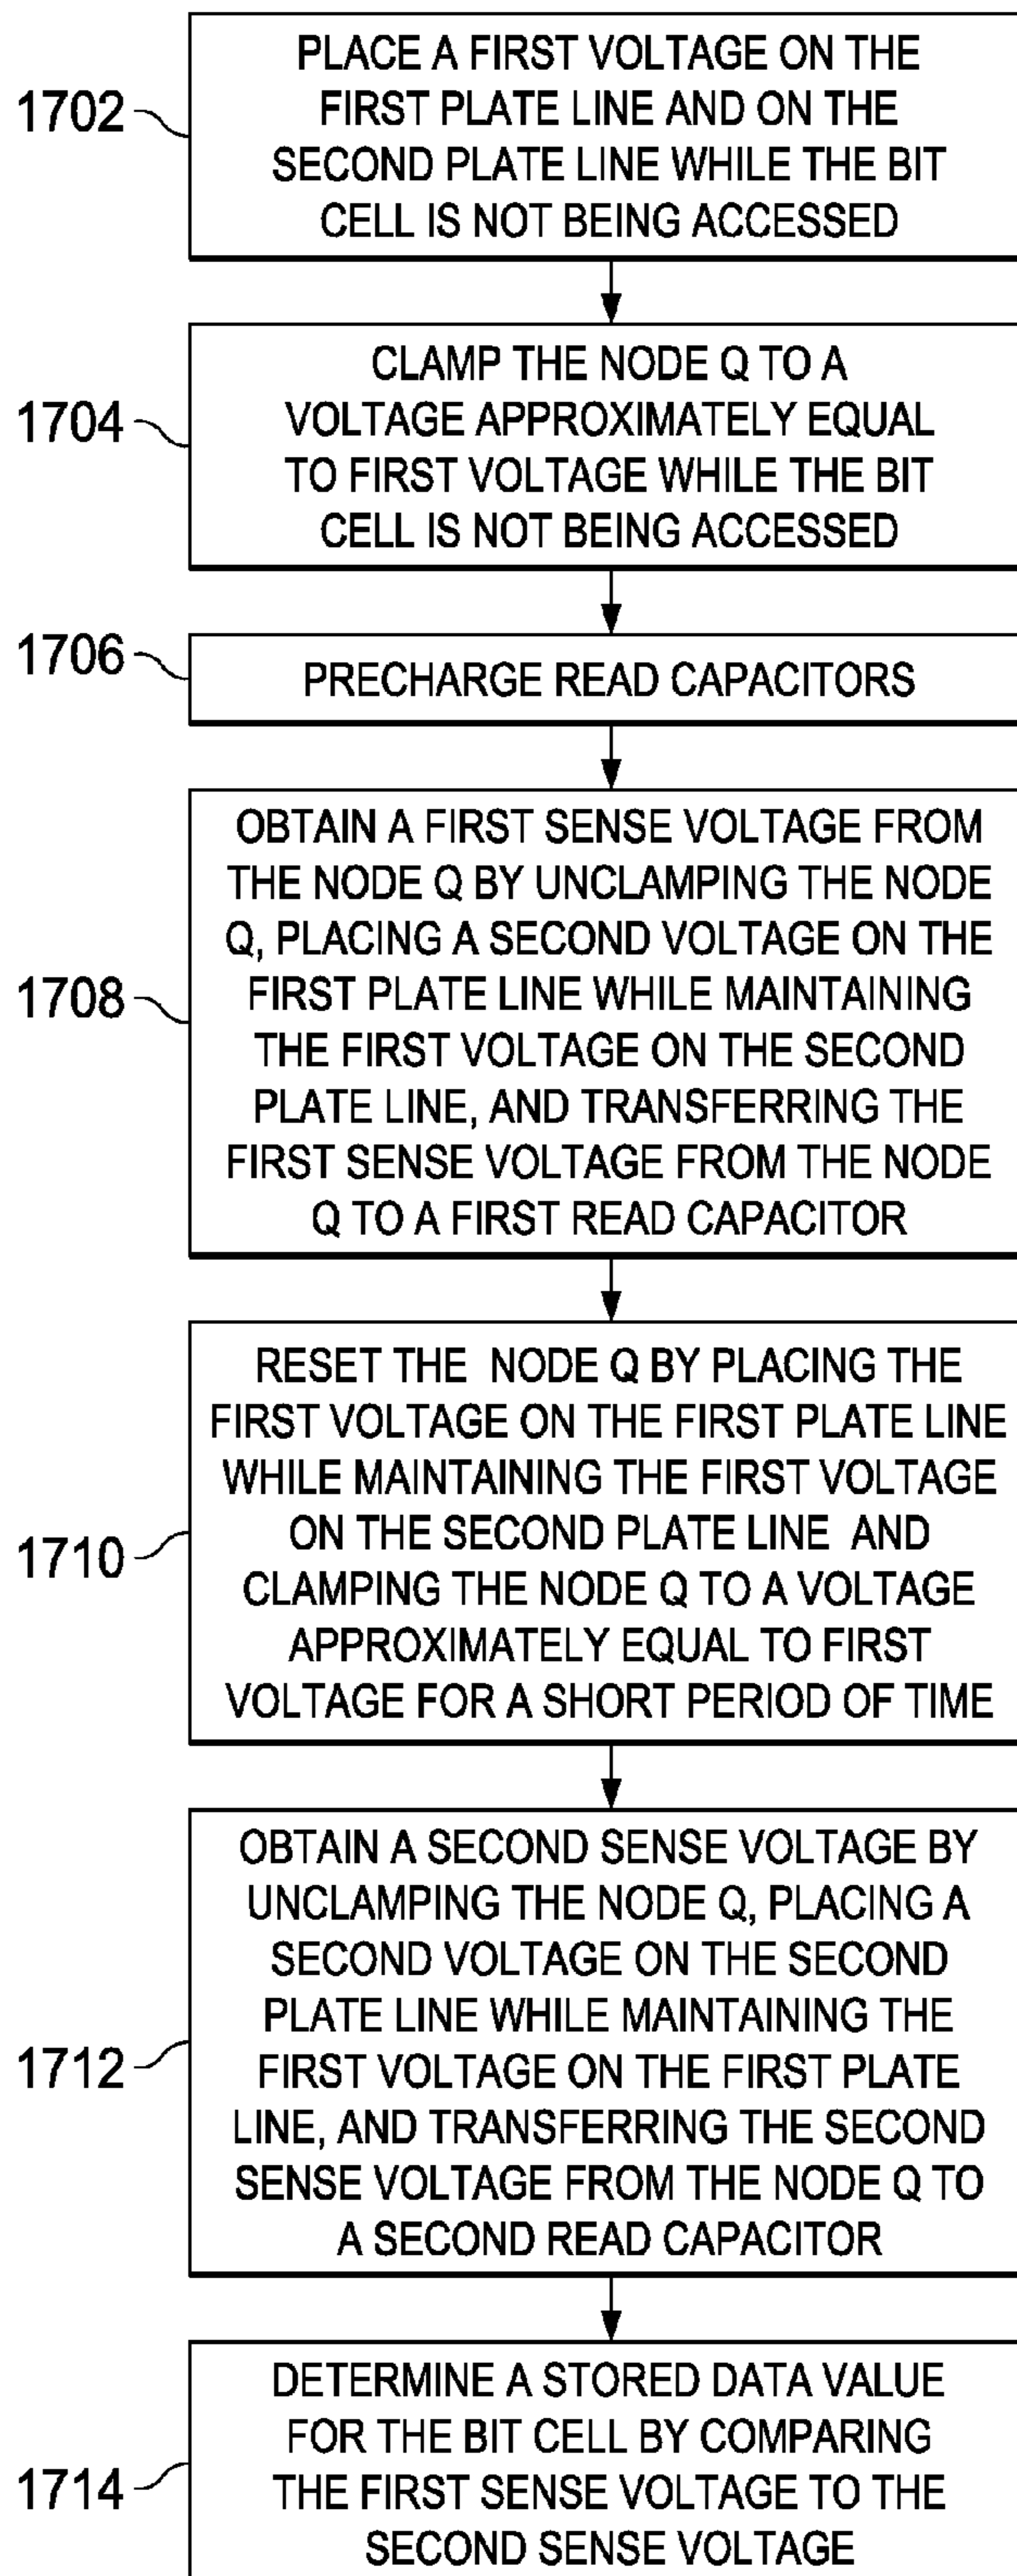 1702
PLACE A FIRST VOLTAGE ON THE
FIRST PLATE LINE AND ON THE
SECOND PLATE LINE WHILE THE BIT
CELL IS NOT BEING ACCESSED
1704
CLAMP THE NODE Q TO A
VOLTAGE APPROXIMATELY EQUAL
TO FIRST VOLTAGE WHILE THE BIT
CELL IS NOT BEING ACCESSED
1706
PRECHARGE READ CAPACITORS
1708
OBTAIN A FIRST SENSE VOLTAGE FROM
THE NODE Q BY UNCLAMPING THE NODE
Q, PLACING A SECOND VOLTAGE ON THE
FIRST PLATE LINE WHILE MAINTAINING
THE FIRST VOLTAGE ON THE SECOND
PLATE LINE, AND TRANSFERRING THE
FIRST SENSE VOLTAGE FROM THE NODE
Q TO A FIRST READ CAPACITOR
1710
RESET THE NODE Q BY PLACING THE
FIRST VOLTAGE ON THE FIRST PLATE LINE
WHILE MAINTAINING THE FIRST VOLTAGE
ON THE SECOND PLATE LINE AND
CLAMPING THE NODE Q TO A VOLTAGE
APPROXIMATELY EQUAL TO FIRST
VOLTAGE FOR A SHORT PERIOD OF TIME
1712
OBTAIN A SECOND SENSE VOLTAGE BY
UNCLAMPING THE NODE Q, PLACING A
SECOND VOLTAGE ON THE SECOND
PLATE LINE WHILE MAINTAINING THE
FIRST VOLTAGE ON THE FIRST PLATE
LINE, AND TRANSFERRING THE SECOND
SENSE VOLTAGE FROM THE NODE Q TO
A SECOND READ CAPACITOR
1714
DETERMINE A STORED DATA VALUE
FOR THE BIT CELL BY COMPARING
THE FIRST SENSE VOLTAGE TO THE
SECOND SENSE VOLTAGE